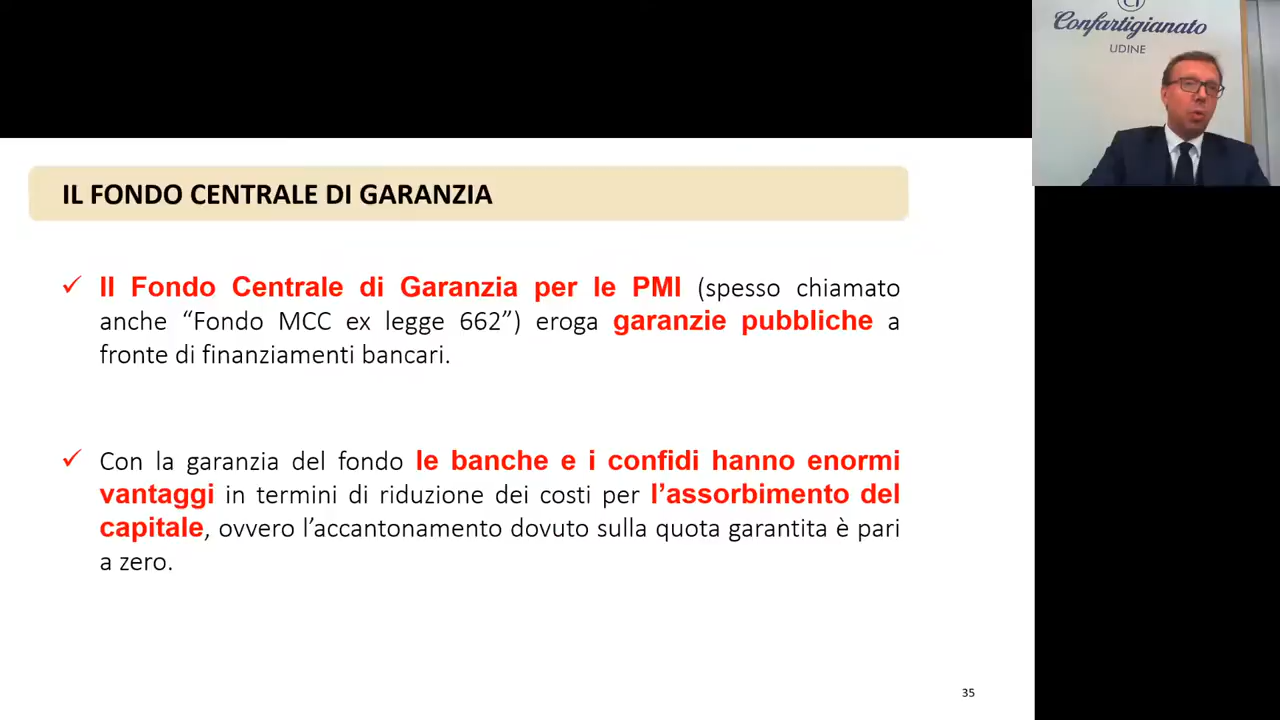 Confartigianato
UDINE
IL FONDO CENTRALE DI GARANZIA
✓ Il Fondo Centrale di Garanzia per le PMI (spesso chiamato
anche “Fondo MCC ex legge 662”) eroga garanzie pubbliche a
fronte di finanziamenti bancari.
✓ Con la garanzia del fondo le banche e i confidi hanno enormi
vantaggi in termini di riduzione dei costi per l’assorbimento del
capitale, ovvero l’accantonamento dovuto sulla quota garantita è pari
a zero.
35